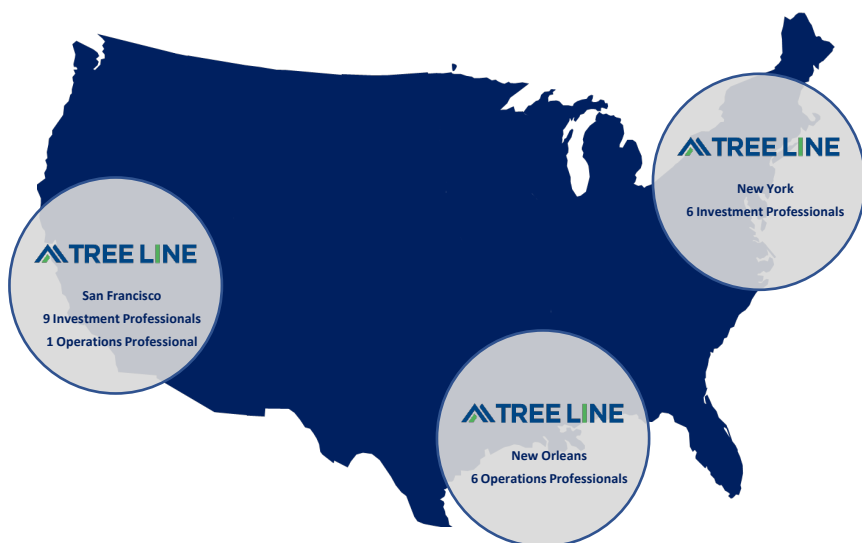 TREE LINE
New York
6 Investment Professionals
TREE LINE
San Francisco
9 Investment Professionals
1 Operations Professional
TREE LINE
New Orleans
6 Operations Professionals